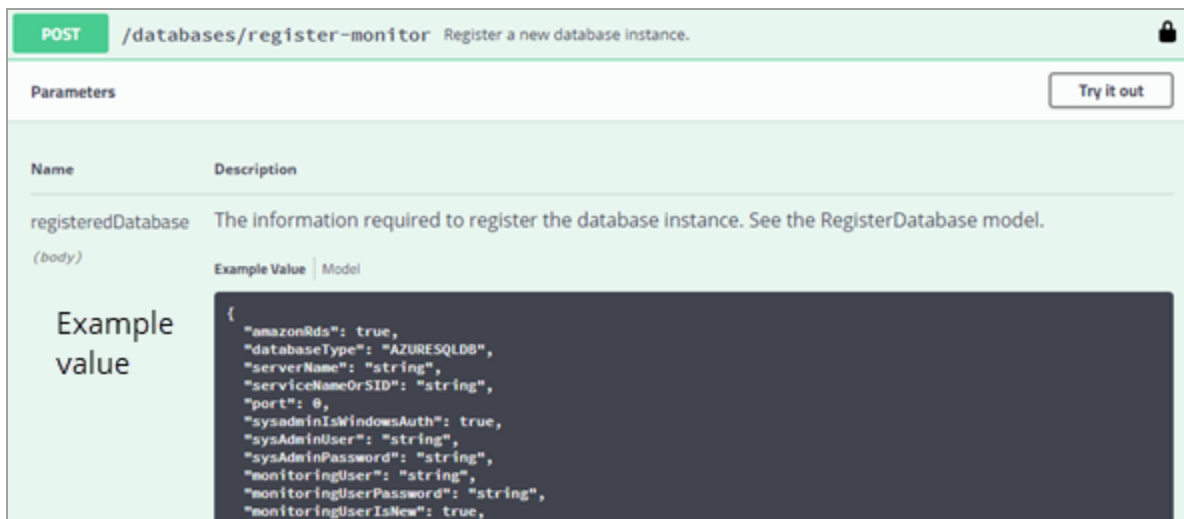 POST /databases/register-monitor Register a new database instance.
Parameters Try it out
Name Description
registeredDatabase The information required to register the database instance. See the RegisterDatabase model.
(body)
Example Value Model
Example
value
{
"amazonRds": true,
"databaseType": "AZURESQLDB",
"serverName": "string",
"serviceNameOrSID": "string",
"port": 0,
"sysadminIsWindowsAuth": true,
"sysAdminUser": "string",
"sysAdminPassword": "string",
"monitoringUser": "string",
"monitoringUserPassword": "string",
"monitoringUserIsNew": true,